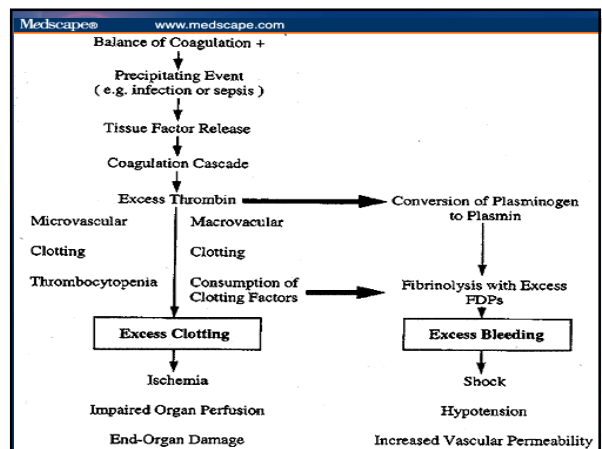 Medscape® www.medscape.com
Balance of Coagulation +
Precipitating Event
( e.g. infection or sepsis )
Tissue Factor Release
Coagulation Cascade
Excess Thrombin
Conversion of Plasminogen
to Plasmin
Microvascular
Clotting
Thrombocytopenia
Macrovacular
Clotting
Consumption of
Clotting Factors
Fibrinolysis with Excess
FDPs
Excess Clotting
Excess Bleeding
Ischemia
Impaired Organ Perfusion
End-Organ Damage
Shock
Hypotension
Increased Vascular Permeability